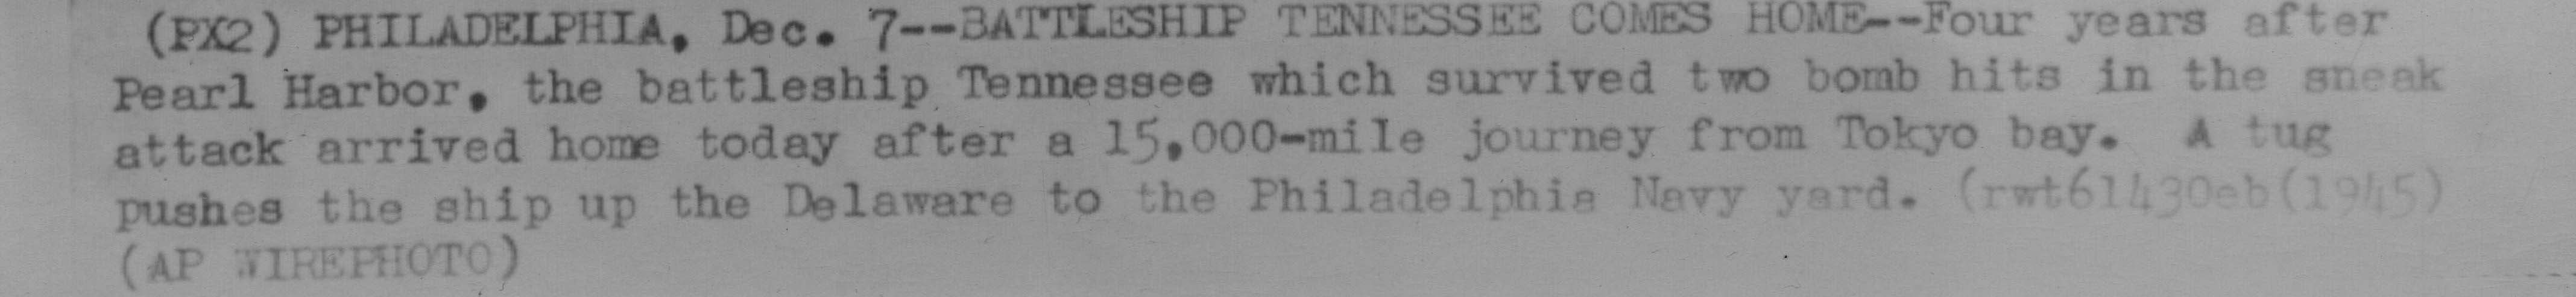 (PX2) PHILADELPHIA, Dec. 7--BATTLESHIP TENNESSEE COMES HOME--Four years after
Pearl Harbor, the battleship Tennessee which survived two bomb hits in the sneak
attack arrived home today after a 15,000-mile journey from Tokyo bay. A tug
pushes the ship up the Delaware to the Philadelphia Navy yard. (rwt61430eb(1945)
(AP WIREPHOTO)